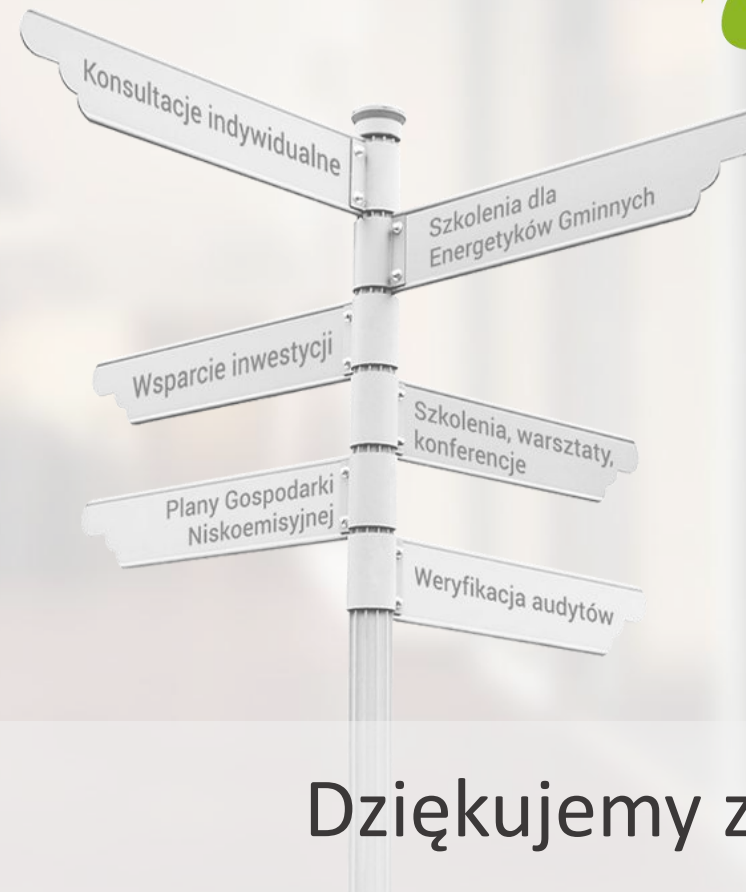 Konsultacje indywidualne
Szkolenia dla
Energetyków Gminnych
Wsparcie inwestycji
Szkolenia, warsztaty,
konferencje
Plany Gospodarki
Niskoemisyjnej
Weryfikacja audytów
Dziękujemy z